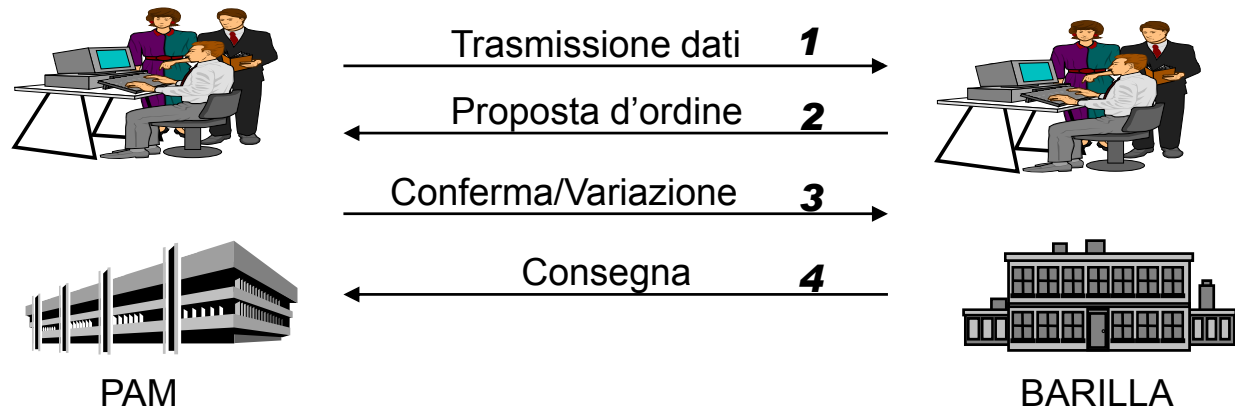 Trasmissione dati 1
Proposta d’ordine 2
Conferma/Variazione 3
Consegna 4
PAM BARILLA